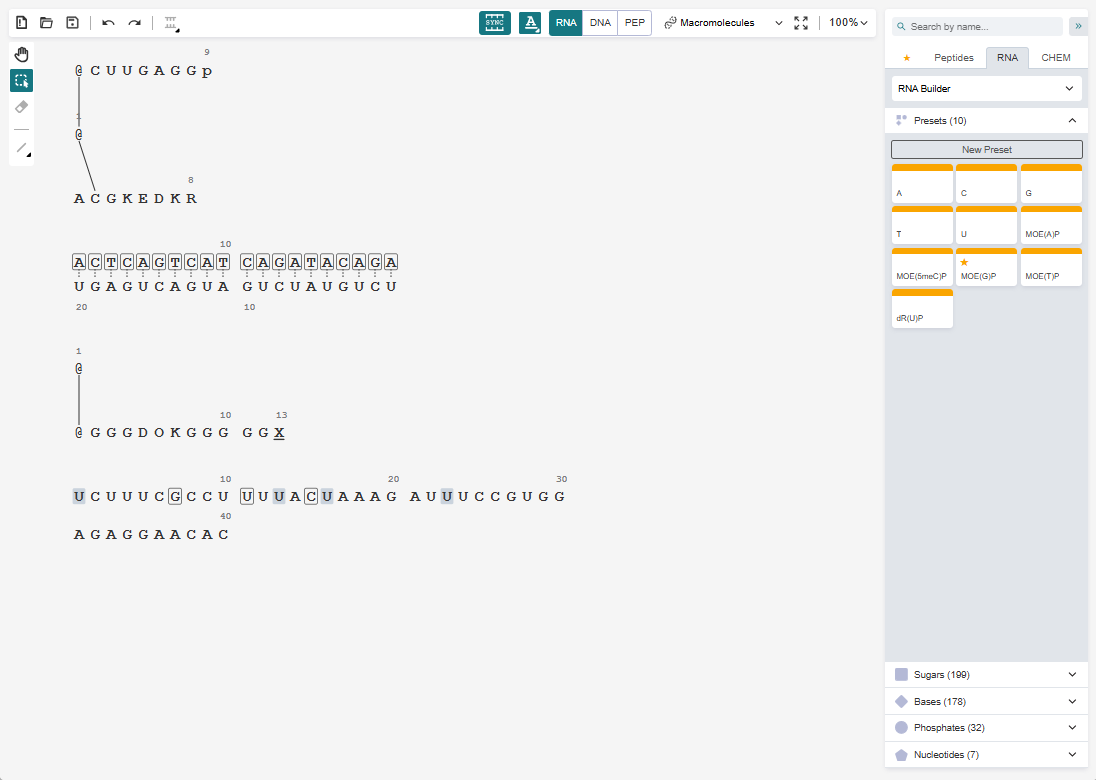 SYNC A RNA DNA PEP Macromolecules 100%
Search by name...
Peptides RNA CHEM
RNA Builder
Presets (10)
New Preset
A C G
T U MOE(A)P
MOE(5meC)P MOE(G)P MOE(T)P
dR(U)P
Sugars (199)
Bases (178)
Phosphates (32)
Nucleotides (7)
9
@ C U U G A G G p
1
@
8
A C G K E D K R
10
A C T C A G T C A T C A G A T A C A G A
U G A G U C A G U A G U C U A U G U C U
20 10
1
@
10 13
@ G G G D O K G G G G G X
10 20 30
U C U U U C G C C U U U U A C U A A A G A U U U C C G U G G
40
A G A G G A A C A C